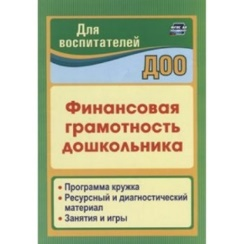 Для
воспитателей
ДОО
Финансовая
грамотность
дошкольника
• Программа кружка
• Ресурсный и диагностический
материал
• Занятия и игры